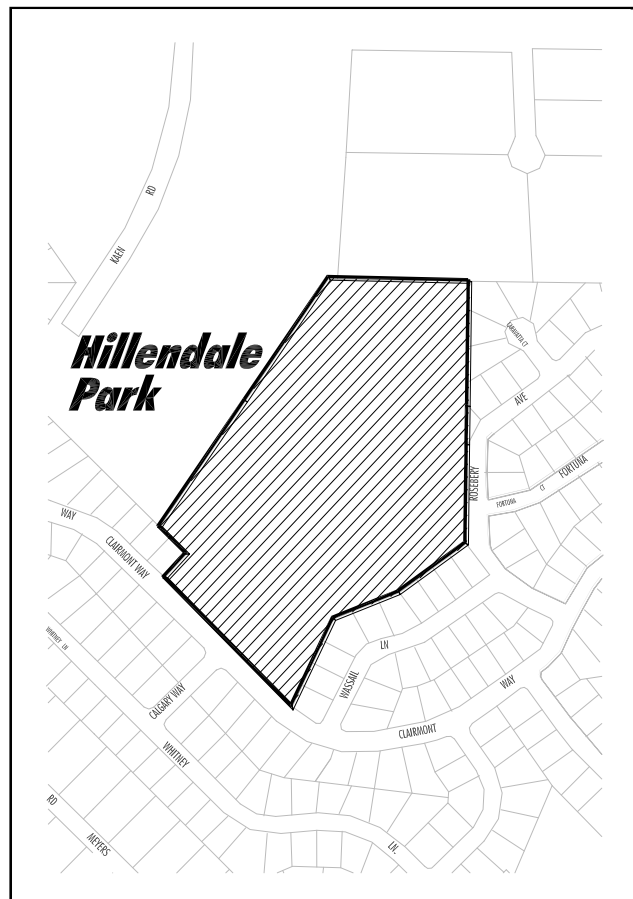 RD
KAEN
Hillendale
Park
CT
AVE
FORTUNA
CT
FORTUNA
ROSEBERY
WAY
CLAIRMONT WAY
WHITNEY LN
LN
WASSAIL
WAY
CALGARY WAY
CLAIRMONT
WHITNEY
LN.
RD
MEYERS